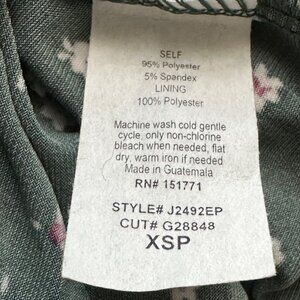 SELF
95% Polyester
5% Spandex
LINING
100% Polyester
Machine wash cold gentle
cycle, only non-chlorine
bleach when needed, flat
dry, warm iron if needed
Made in Guatemala
RN# 151771
STYLE# J2492EP
CUT# G28848
XSP